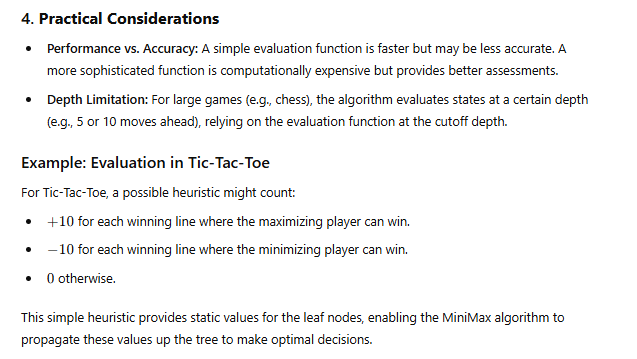 4. Practical Considerations
• Performance vs. Accuracy: A simple evaluation function is faster but may be less accurate. A
more sophisticated function is computationally expensive but provides better assessments.
• Depth Limitation: For large games (e.g., chess), the algorithm evaluates states at a certain depth
(e.g., 5 or 10 moves ahead), relying on the evaluation function at the cutoff depth.
Example: Evaluation in Tic-Tac-Toe
For Tic-Tac-Toe, a possible heuristic might count:
• +10 for each winning line where the maximizing player can win.
• −10 for each winning line where the minimizing player can win.
• 0 otherwise.
This simple heuristic provides static values for the leaf nodes, enabling the MiniMax algorithm to
propagate these values up the tree to make optimal decisions.